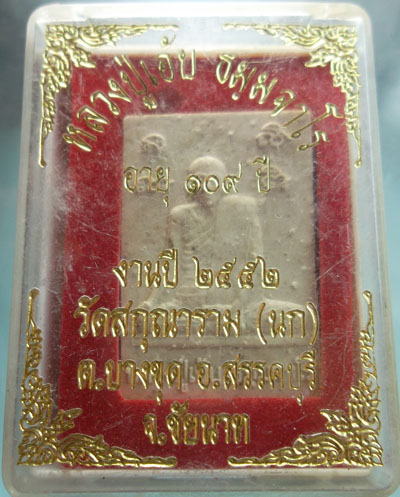 หลวงปู่เอ้บ ธมฺมจาโร
อายุ ๑๐๙ ปี
งานปี ๒๕๕๒
วัดสกุณาราม (นก)
ต.บางขุด อ.สรรคบุรี
จ.ชัยนาท